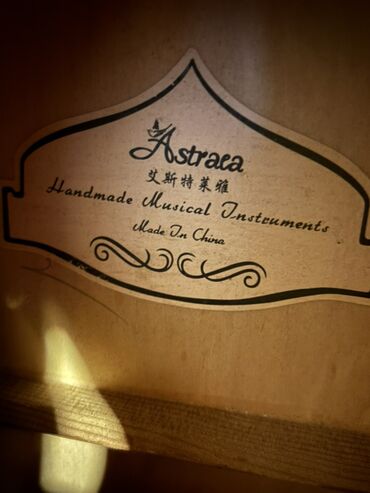 Astraea
艾斯特莱雅
Handmade Musical Instruments
Made In China